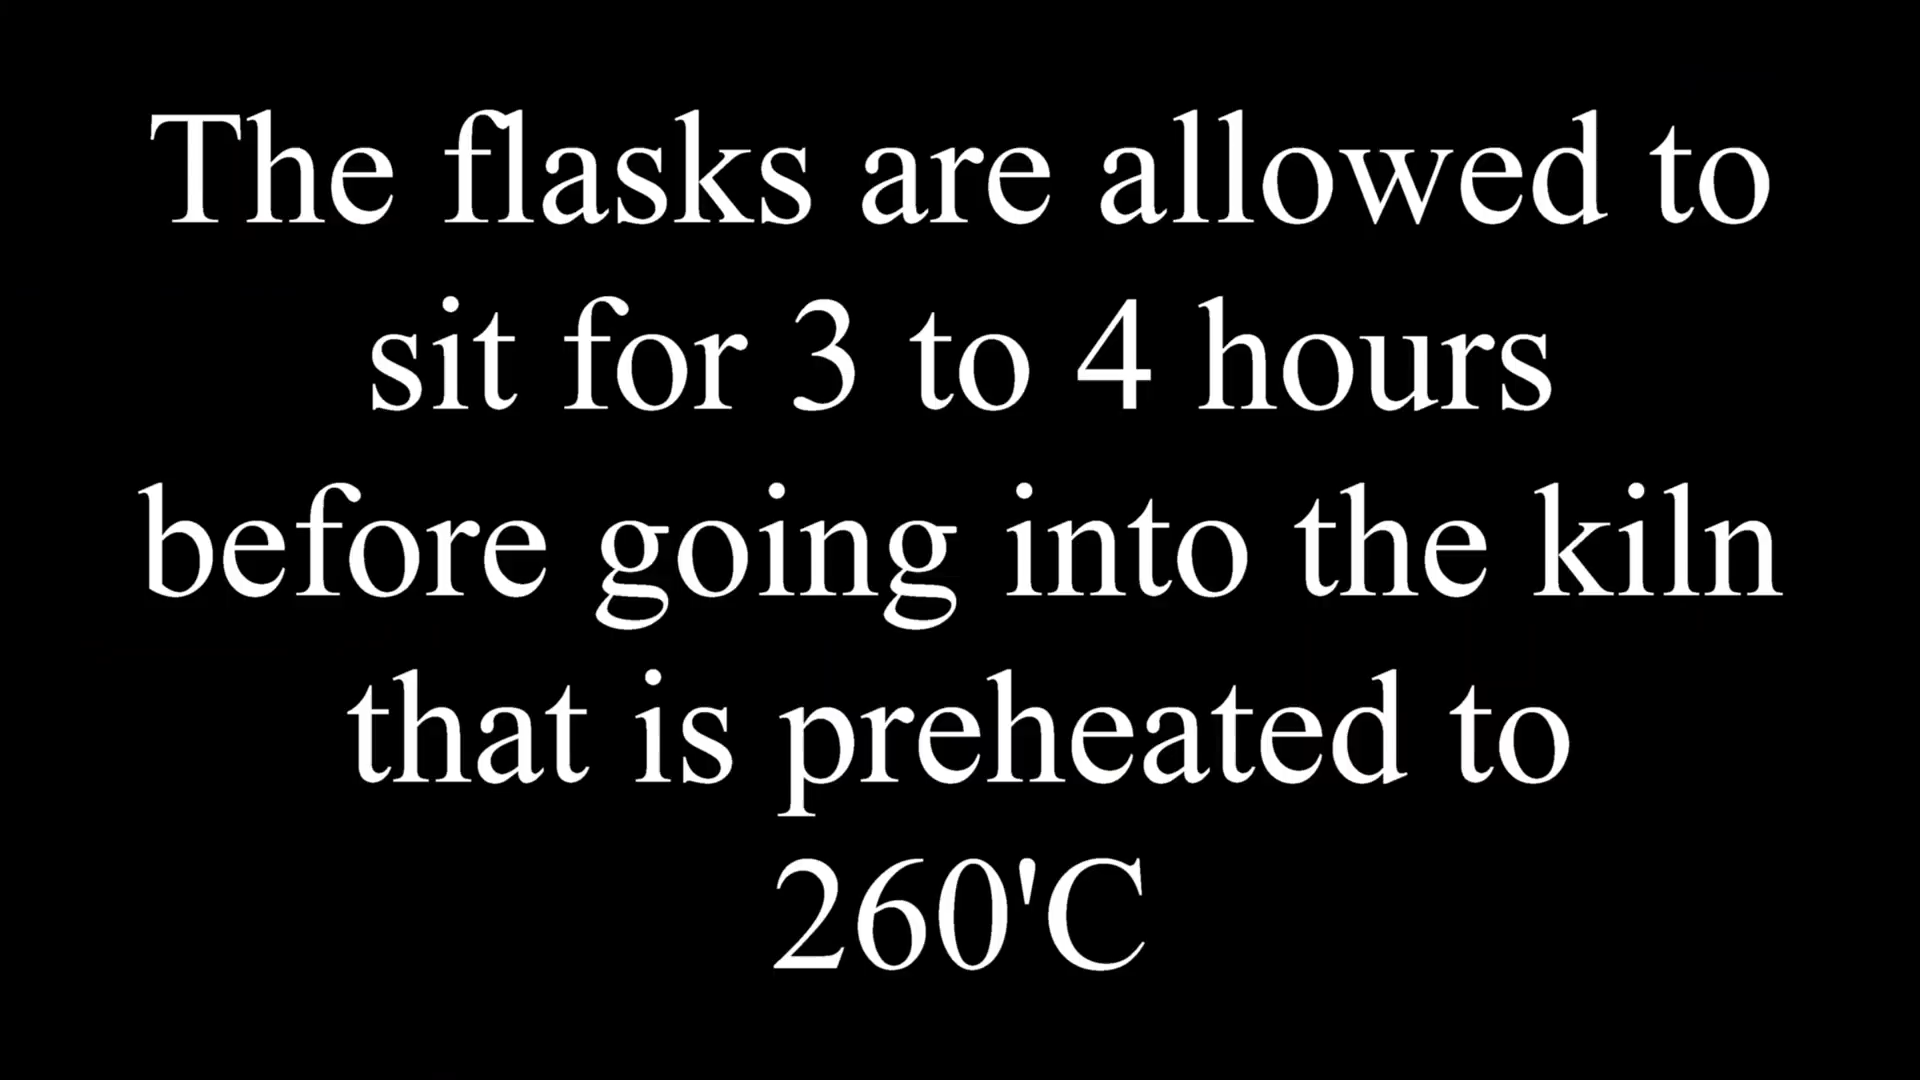 The flasks are allowed to
sit for 3 to 4 hours
before going into the kiln
that is preheated to
260'C